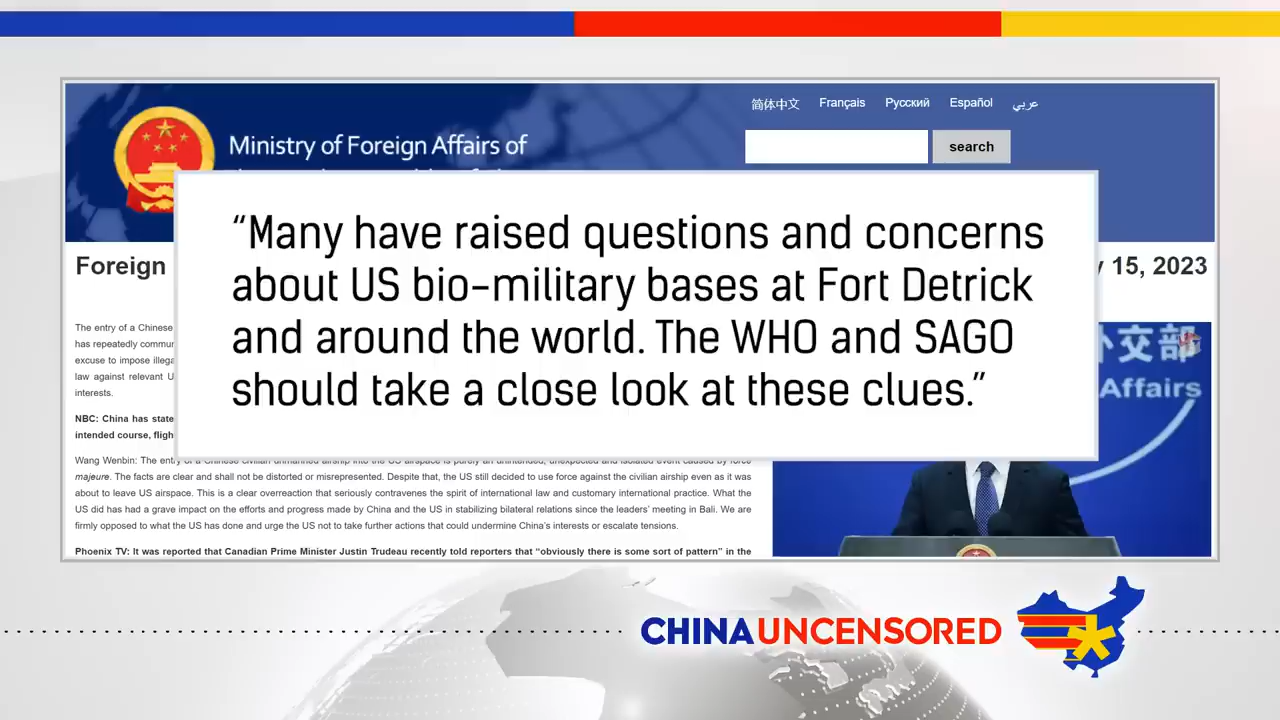 简体中文 Français Русский Español عربي
Ministry of Foreign Affairs of
search
Foreign
15, 2023
“Many have raised questions and concerns
about US bio-military bases at Fort Detrick
and around the world. The WHO and SAGO
should take a close look at these clues.”
The entry of a Chinese
has repeatedly
excuse to impose
law against relevant
interests.
外交部
Affairs
NBC: China has
intended course,
Wang Wenbin: The entry of a Chinese civilian unmanned airship into the US airspace is purely an unintended, unexpected and isolated event caused by force
majeure. The facts are clear and shall not be distorted or misrepresented. Despite that, the US still decided to use force against the civilian airship even as it was
about to leave US airspace. This is a clear overreaction that seriously contravenes the spirit of international law and customary international practice. What the
US did has had a grave impact on the efforts and progress made by China and the US in stabilizing bilateral relations since the leaders’ meeting in Bali. We are
firmly opposed to what the US has done and urge the US not to take further actions that could undermine China’s interests or escalate tensions.
Phoenix TV: It was reported that Canadian Prime Minister Justin Trudeau recently told reporters that “obviously there is some sort of pattern” in the
CHINA UNCENSORED